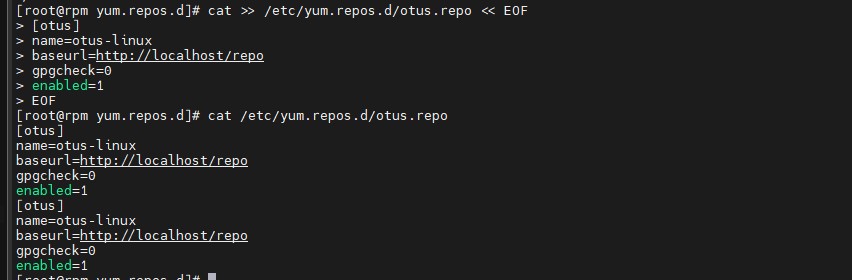 [root@rpm yum.repos.d]# cat >> /etc/yum.repos.d/otus.repo << EOF
> [otus]
> name=otus-linux
> baseurl=http://localhost/repo
> gpgcheck=0
> enabled=1
> EOF
[root@rpm yum.repos.d]# cat /etc/yum.repos.d/otus.repo
[otus]
name=otus-linux
baseurl=http://localhost/repo
gpgcheck=0
enabled=1
[otus]
name=otus-linux
baseurl=http://localhost/repo
gpgcheck=0
enabled=1
[root@rpm yum.repos.d]#